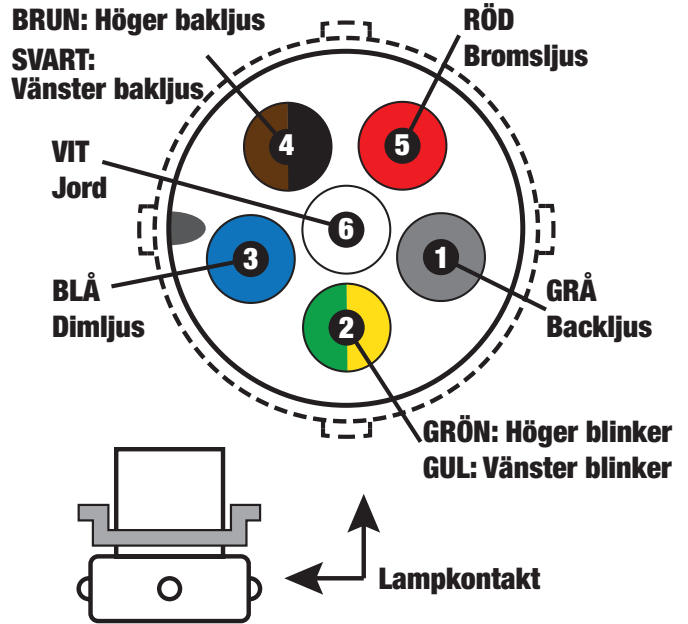 BRUN: Höger bakljus
SVART:
Vänster bakljus
RÖD
Bromsljus
4
5
VIT
Jord
6
3
1
BLÅ
Dimljus
GRÅ
Backljus
2
GRÖN: Höger blinker
GUL: Vänster blinker
Lampkontakt